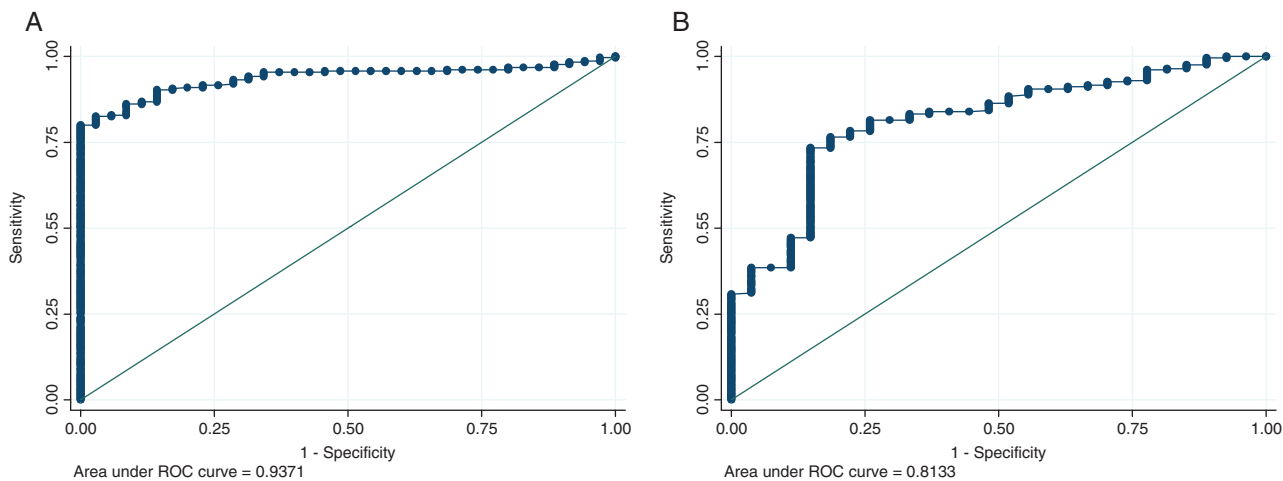 A
1.00
0.75
0.55
0.25
0.00
Sensitivity
0.00 0.25 0.50 0.75 1.00
1 - Specificity
Area under ROC curve = 0.9371
B
1.00
0.75
0.55
0.25
0.00
Sensitivity
0.00 0.25 0.50 0.75 1.00
1 - Specificity
Area under ROC curve = 0.8133